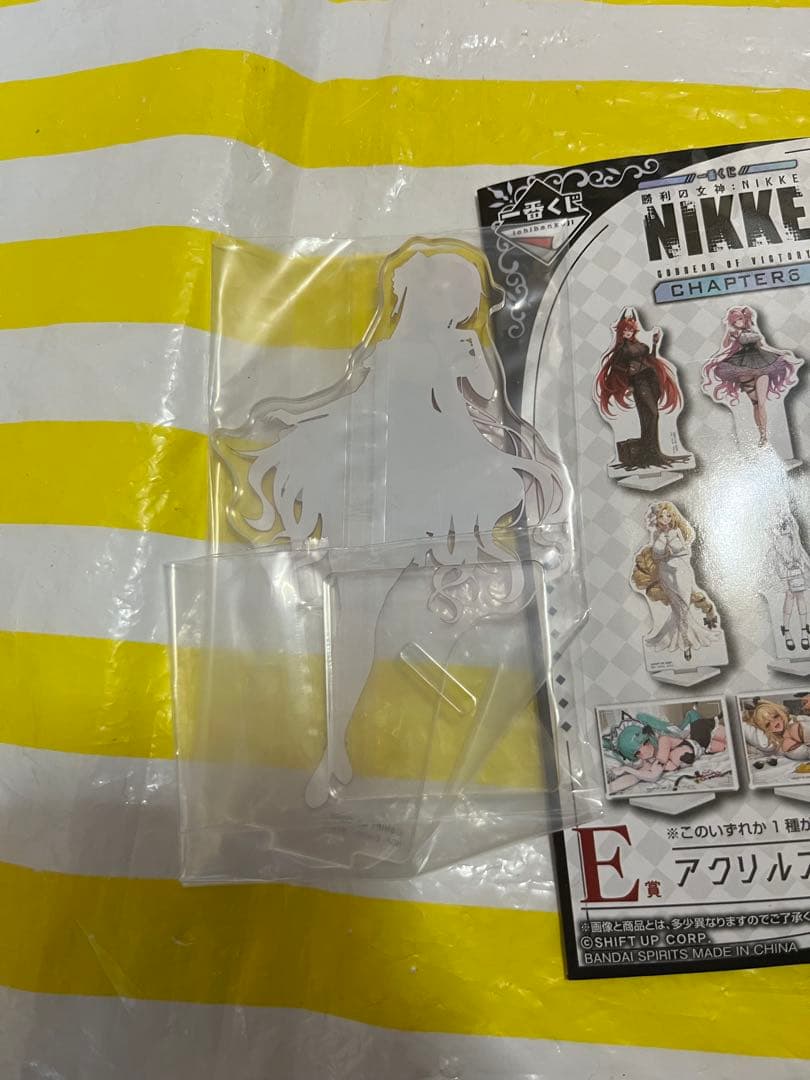 一番くじ
ichibankuji
一番くじ
勝利の女神:NIKKE
NIKKE
GODDESS OF VICTORY
CHAPTER6
※このいずれか1種が
E賞 アクリルス
※画像と商品とは、多少異なりますのでご了承く
©SHIFT UP CORP.
BANDAI SPIRITS MADE IN CHINA